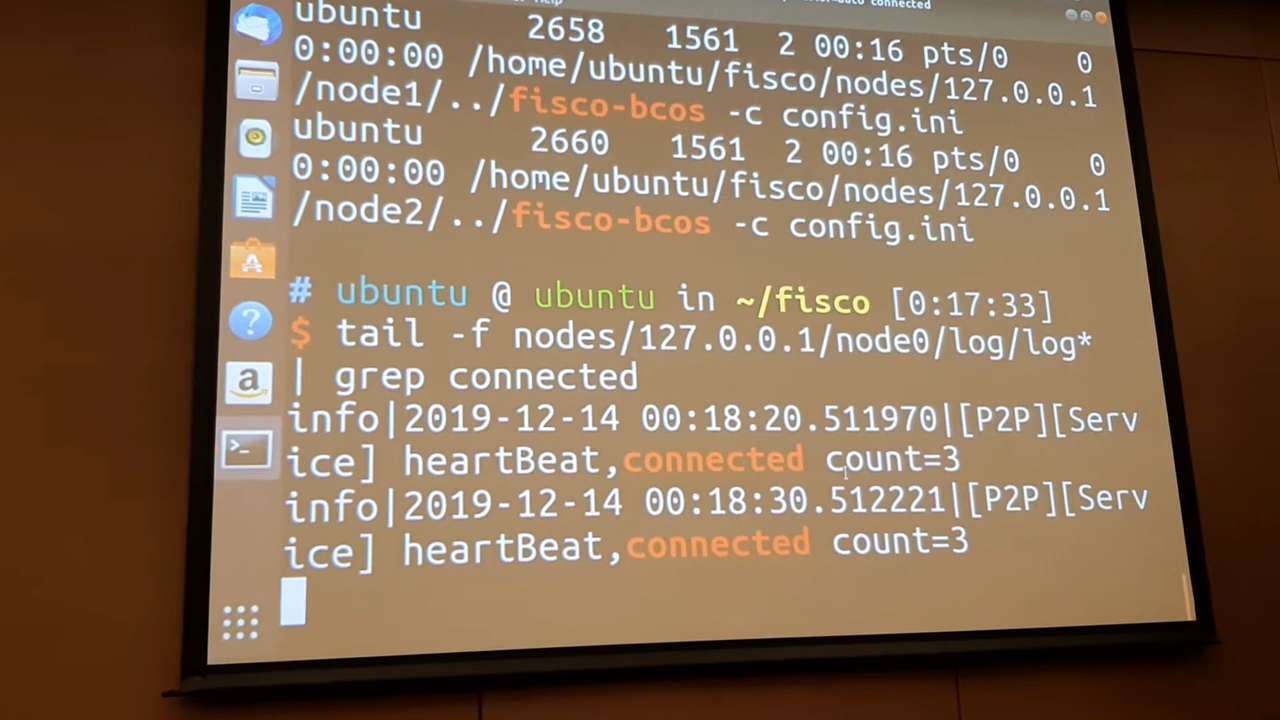 connected
ubuntu 2658 1561 2 00:16 pts/0 0
0:00:00 /home/ubuntu/fisco/nodes/127.0.0.1
/node1/../fisco-bcos -c config.ini
ubuntu 2660 1561 2 00:16 pts/0 0
0:00:00 /home/ubuntu/fisco/nodes/127.0.0.1
/node2/../fisco-bcos -c config.ini
# ubuntu @ ubuntu in ~/fisco [0:17:33]
$ tail -f nodes/127.0.0.1/node0/log/log*
| grep connected
info|2019-12-14 00:18:20.511970|[P2P][Serv
ice] heartBeat,connected count=3
info|2019-12-14 00:18:30.512221|[P2P][Serv
ice] heartBeat,connected count=3